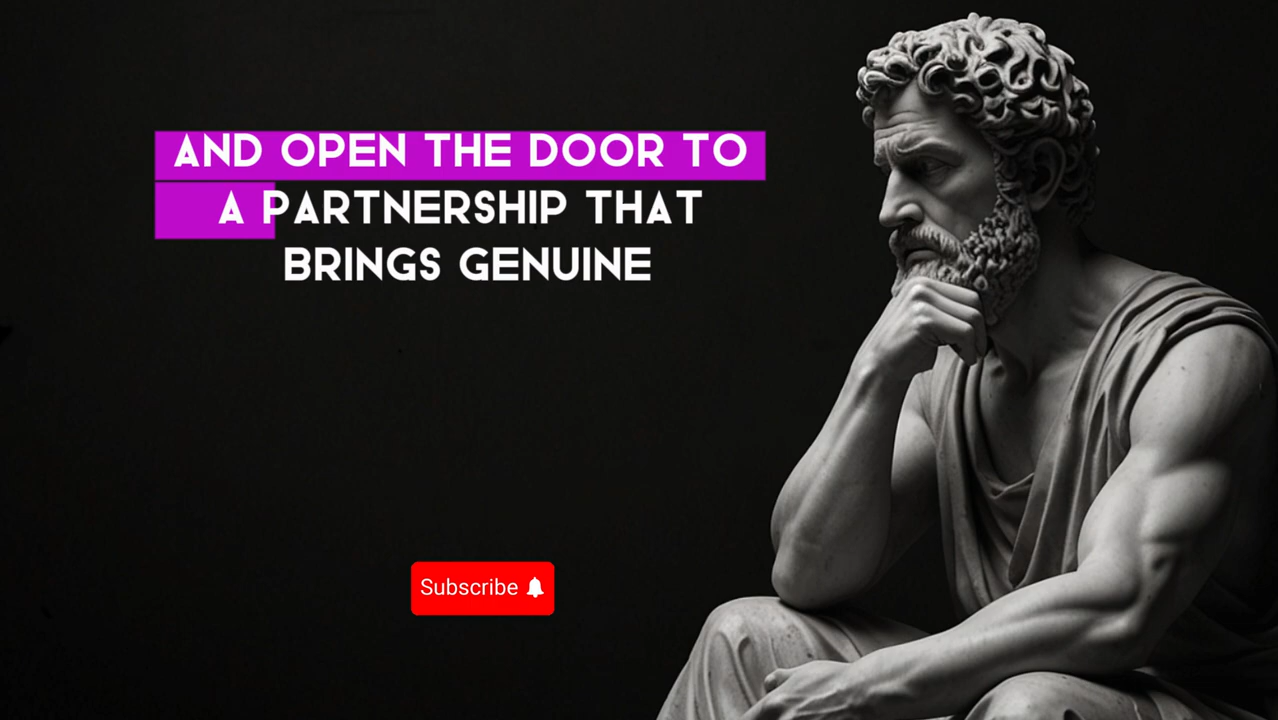 AND OPEN THE DOOR TO
A PARTNERSHIP THAT
BRINGS GENUINE
Subscribe